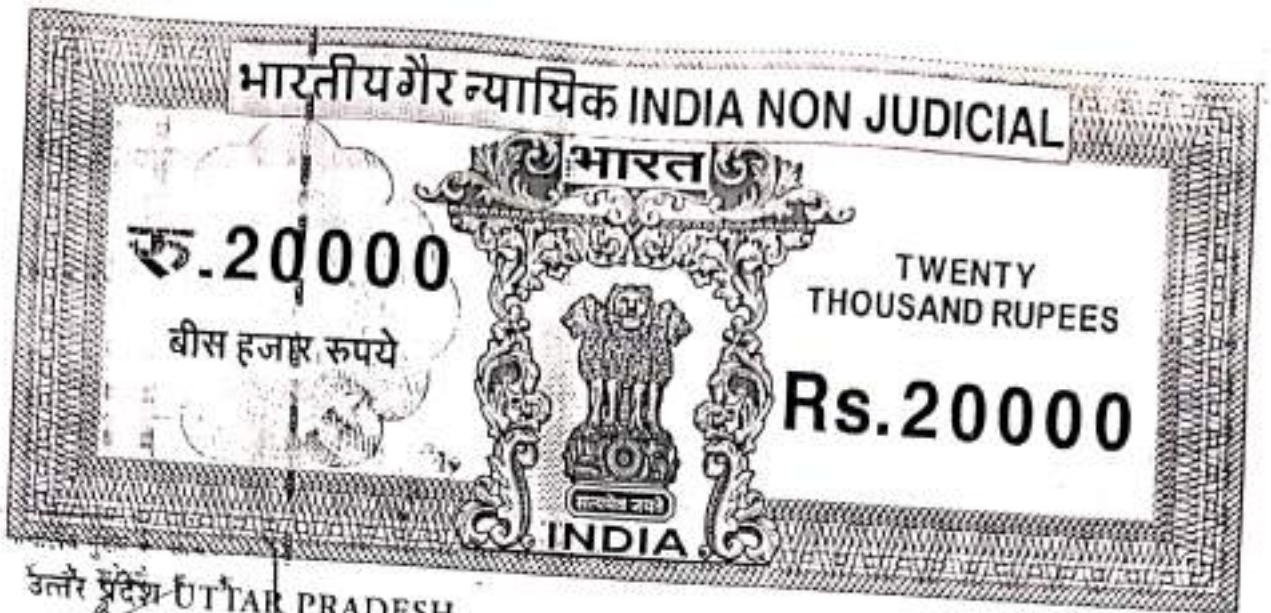 भारतीय गैर न्यायिक INDIA NON JUDICIAL
भारत
रु.20000
बीस हजार रुपये
TWENTY
THOUSAND RUPEES
Rs.20000
सत्यमेव जयते
INDIA
उत्तर प्रदेश UTTAR PRADESH